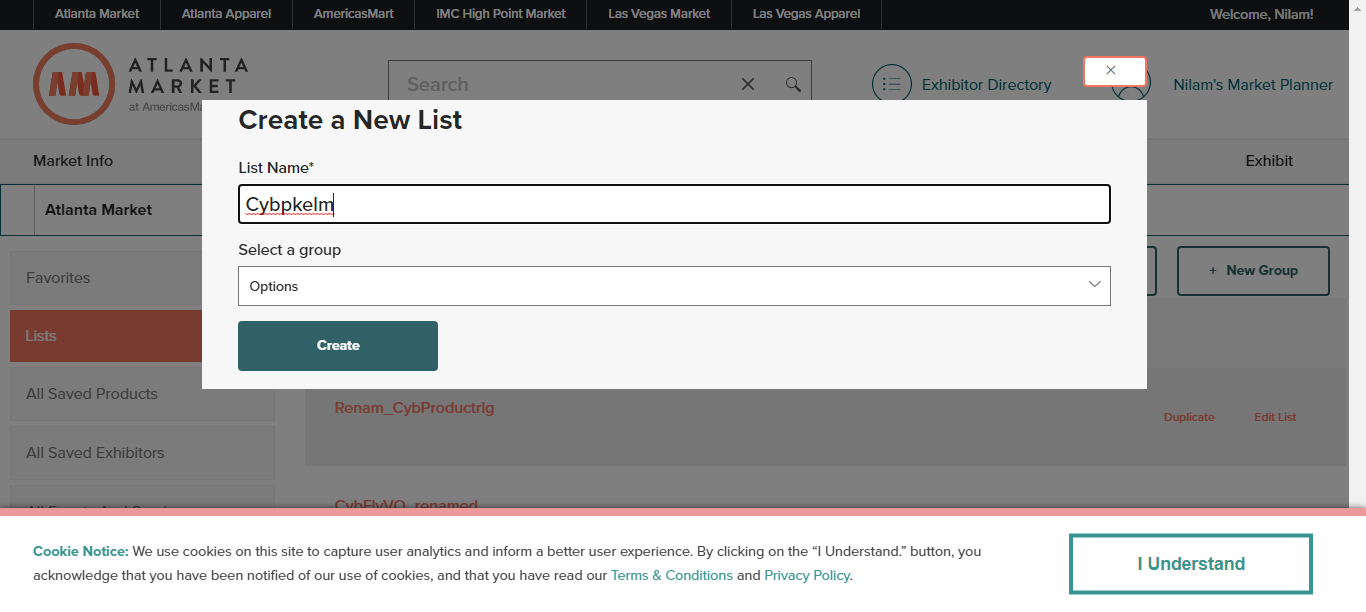 Atlanta Market
Atlanta Apparel
AmericasMart
IMC High Point Market
Las Vegas Market
Las Vegas Apparel
Welcome, Nilam!
AM
ATLANTA
MARKET
at AmericasMa
Search
Exhibitor Directory
Nilam's Market Planner
Market Info
Exhibit
Atlanta Market
Create a New List
List Name*
Cybpkelm
Select a group
Options
Create
+ New Group
Favorites
Lists
All Saved Products
All Saved Exhibitors
Renam_CybProductrlg
Duplicate
Edit List
CybFlyVO_renamed
Cookie Notice: We use cookies on this site to capture user analytics and inform a better user experience. By clicking on the “I Understand.” button, you
acknowledge that you have been notified of our use of cookies, and that you have read our Terms & Conditions and Privacy Policy.
I Understand